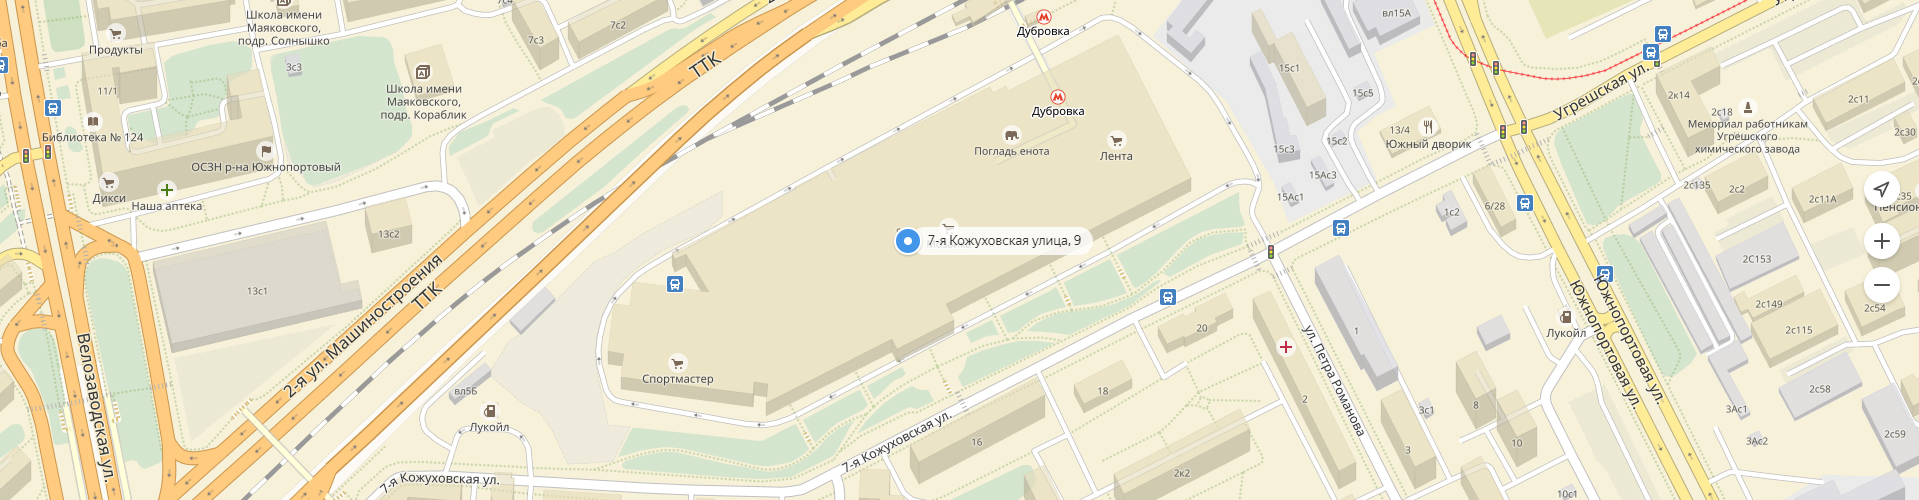 Школа имени
Маяковского,
подр. Солнышко
7с4
7с2
7с3
Продукты
3с3
11/1
Школа имени
Маяковского,
подр. Кораблик
Библиотека № 124
ОСЗН р-на Южнопортовый
Дикси
Наша аптека
13с2
13с1
ТТК
2-я ул. Машиностроения
ТТК
Велозаводская ул.
вл5Б
Лукойл
7-я Кожуховская ул.
Дубровка
Дубровка
Погладь енота
Лента
7-я Кожуховская улица, 9
Спортмастер
7-я Кожуховская ул.
16
18
20
2к2
2
ул. Петра Романова
1
3
3с1
8
10
10с1
вл15А
15с1
15с5
15с2
15с3
15Ас3
15Ас1
13/4
Южный дворик
6/28
1с2
Угрешская ул.
2к14
2с18
Мемориал работникам
Угрешского
химического завода
2с11
2с30
2с135
2с2
2с11А
2С153
2с149
2с115
2с54
2с58
2с59
3Ас1
3Ас2
Лукойл
Южнопортовая ул.
Южнопортовая ул.